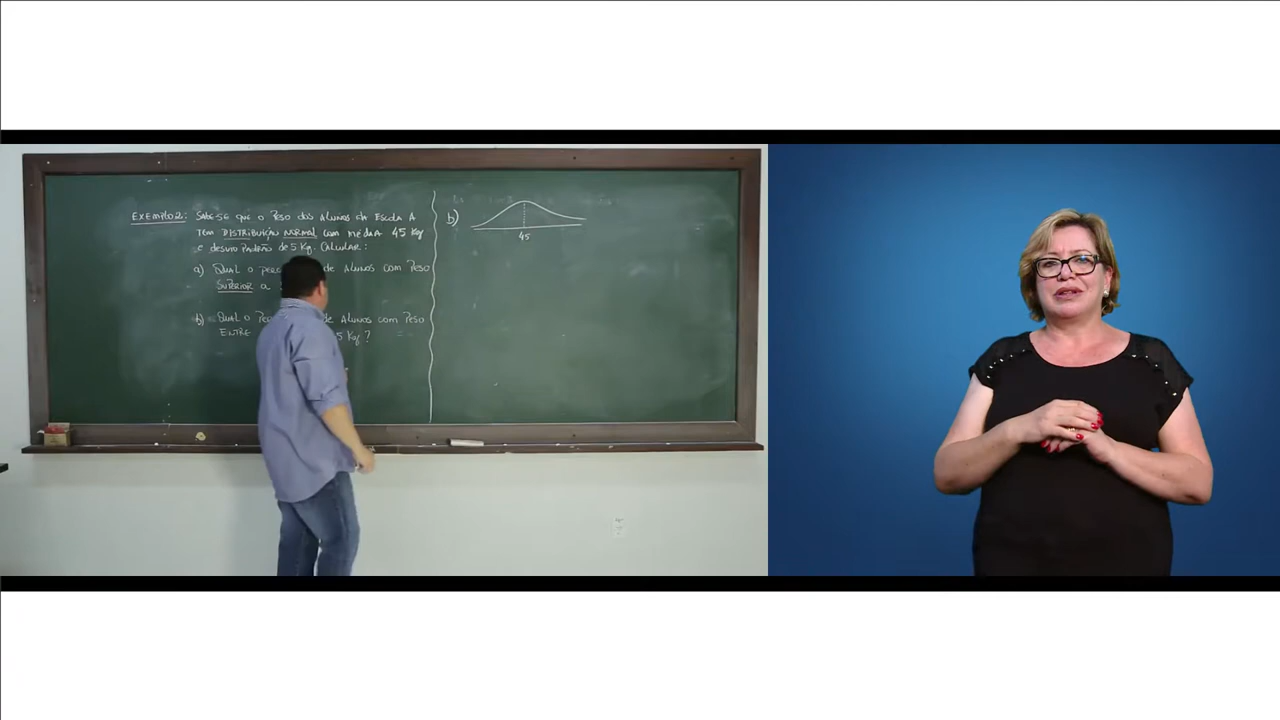 EXEMPLO 2: SABE-SE QUE O PESO DOS ALUNOS DA ESCOLA A
TEM DISTRIBUIÇÃO NORMAL COM MÉDIA 45 Kg
E DESVIO PADRÃO DE 5 Kg. CALCULAR:
a) QUAL O DE ALUNOS COM PESO
SUPERIOR A
b) QUAL O DE ALUNOS COM PESO
ENTRE 5 Kg?
b)
45